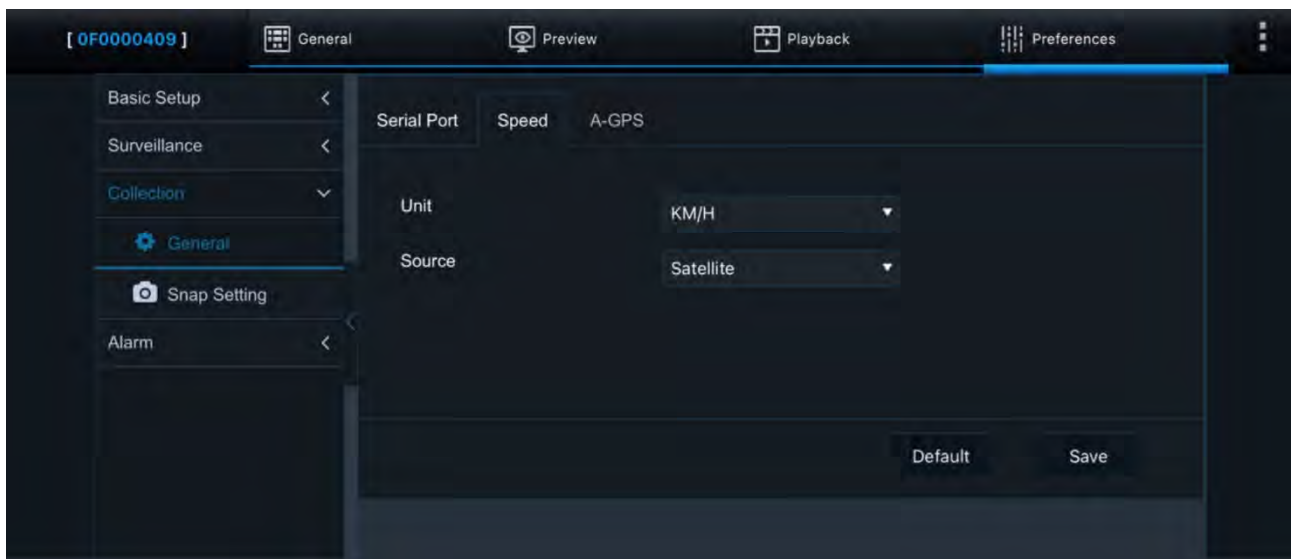 [ 0F0000409 ] General Preview Playback Preferences
Basic Setup
Surveillance
Collection
General
Snap Setting
Alarm
Serial Port Speed A-GPS
Unit KM/H
Source Satellite
Default Save